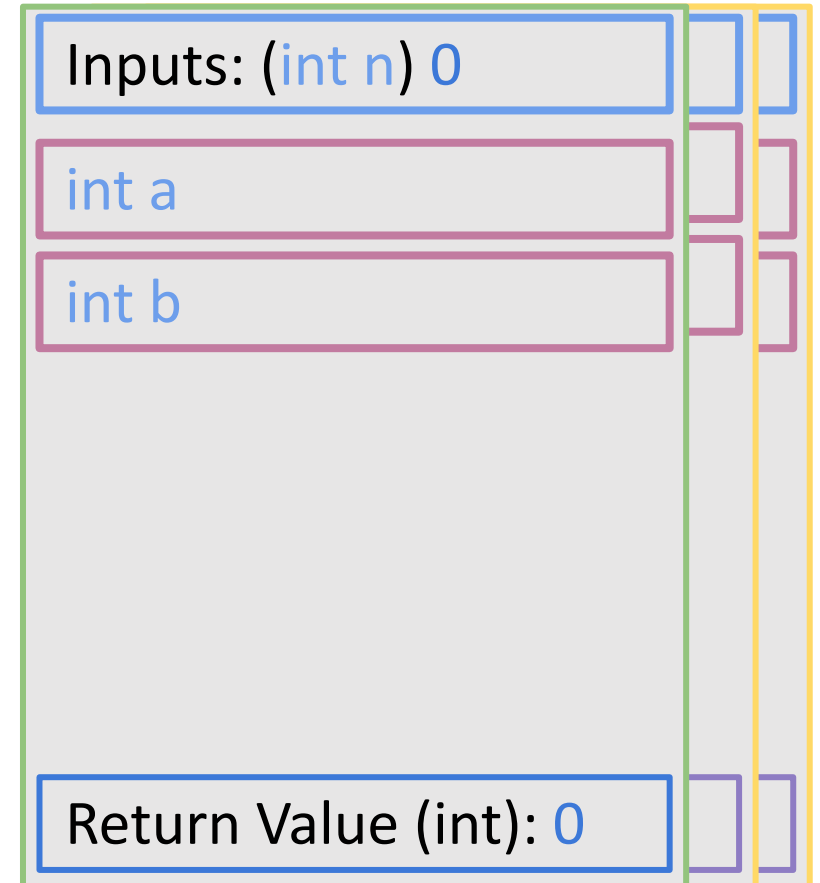 Inputs: (int n) 0
int a
int b
Return Value (int): 0